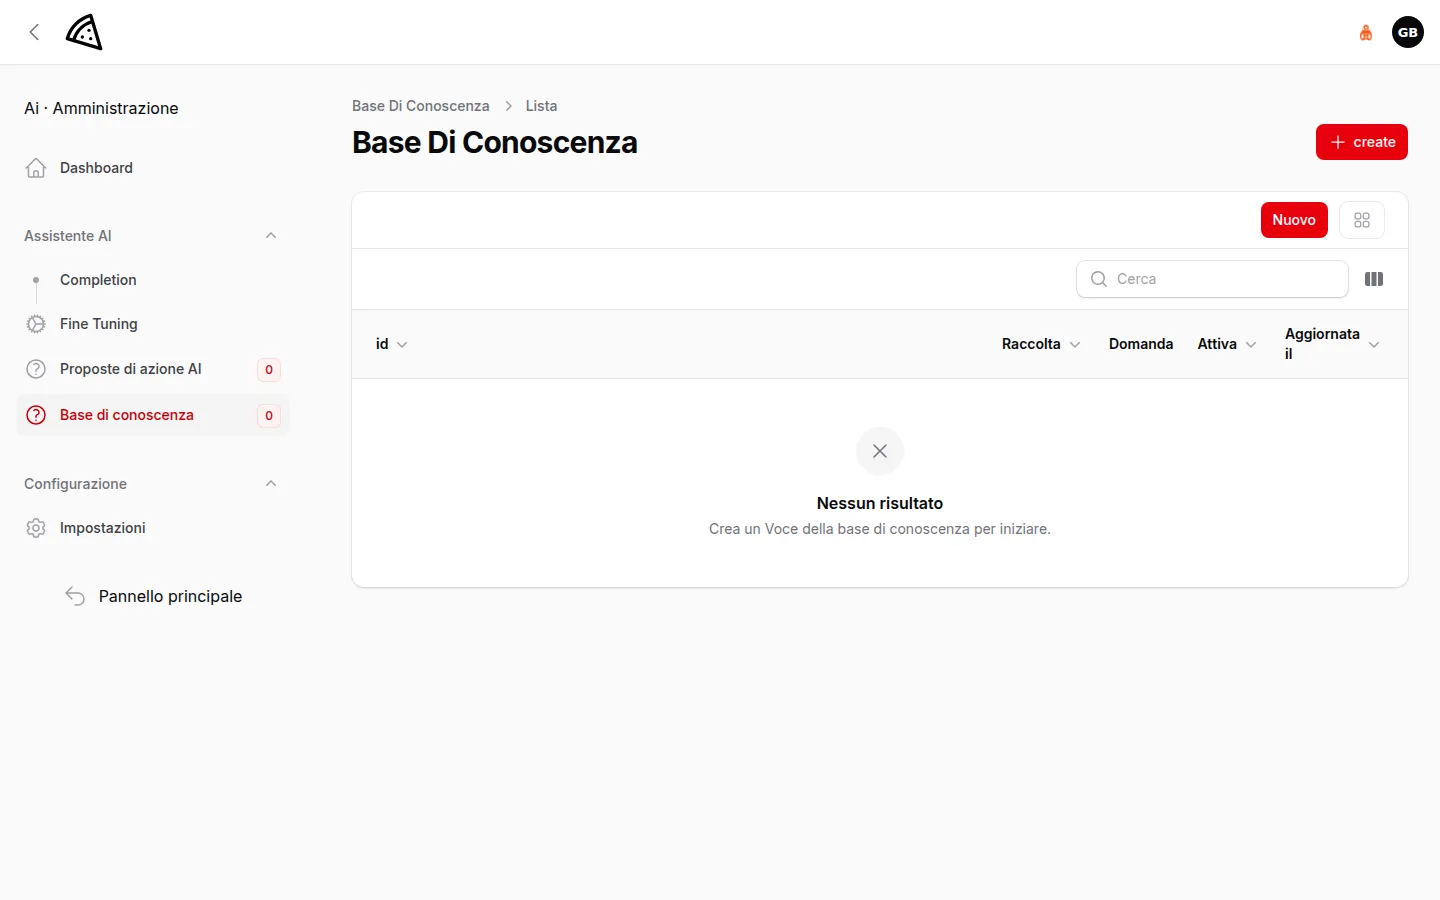 GB
Ai · Amministrazione
Dashboard
Assistente AI
Completion
Fine Tuning
Proposte di azione AI 0
Base di conoscenza 0
Configurazione
Impostazioni
Pannello principale
Base Di Conoscenza Lista
Base Di Conoscenza
create
Nuovo
Cerca
id Raccolta Domanda Attiva Aggiornata
il
Nessun risultato
Crea un Voce della base di conoscenza per iniziare.